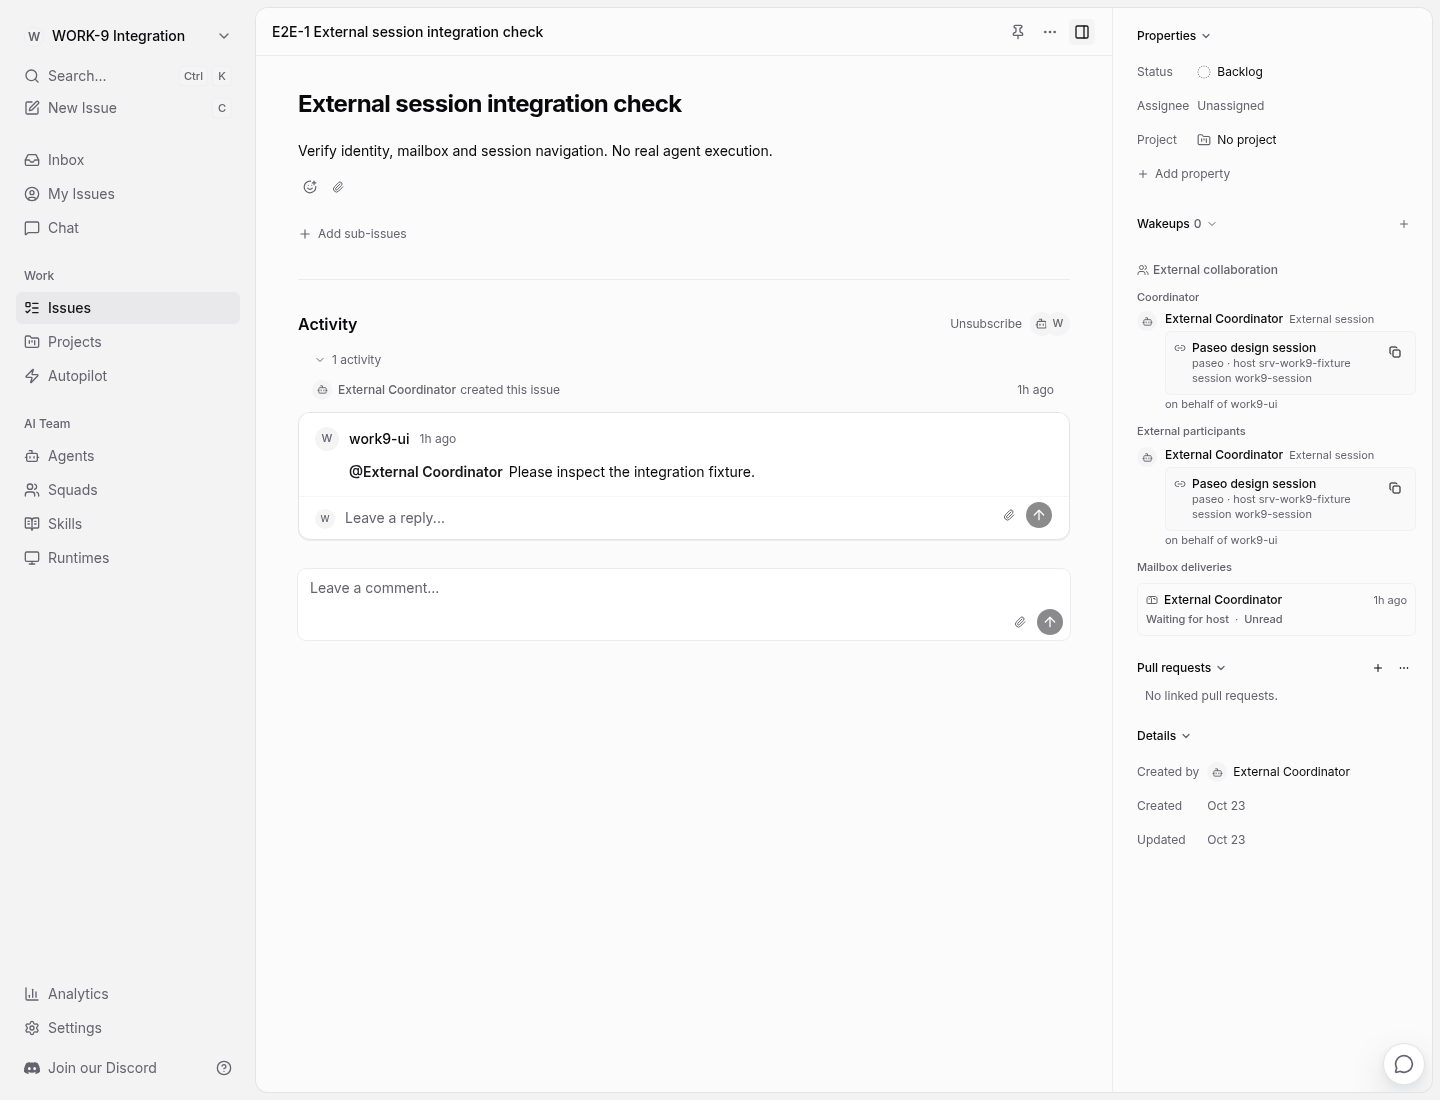 W WORK-9 Integration
Search... Ctrl K
New Issue C
Inbox
My Issues
Chat
Work
Issues
Projects
Autopilot
AI Team
Agents
Squads
Skills
Runtimes
Analytics
Settings
Join our Discord
E2E-1 External session integration check
External session integration check
Verify identity, mailbox and session navigation. No real agent execution.
Add sub-issues
Activity
Unsubscribe W
1 activity
External Coordinator created this issue 1h ago
W work9-ui 1h ago
@External Coordinator Please inspect the integration fixture.
W Leave a reply...
Leave a comment...
Properties
Status Backlog
Assignee Unassigned
Project No project
Add property
Wakeups 0
External collaboration
Coordinator
External Coordinator External session
Paseo design session
paseo · host srv-work9-fixture
session work9-session
on behalf of work9-ui
External participants
External Coordinator External session
Paseo design session
paseo · host srv-work9-fixture
session work9-session
on behalf of work9-ui
Mailbox deliveries
External Coordinator 1h ago
Waiting for host · Unread
Pull requests
No linked pull requests.
Details
Created by External Coordinator
Created Oct 23
Updated Oct 23